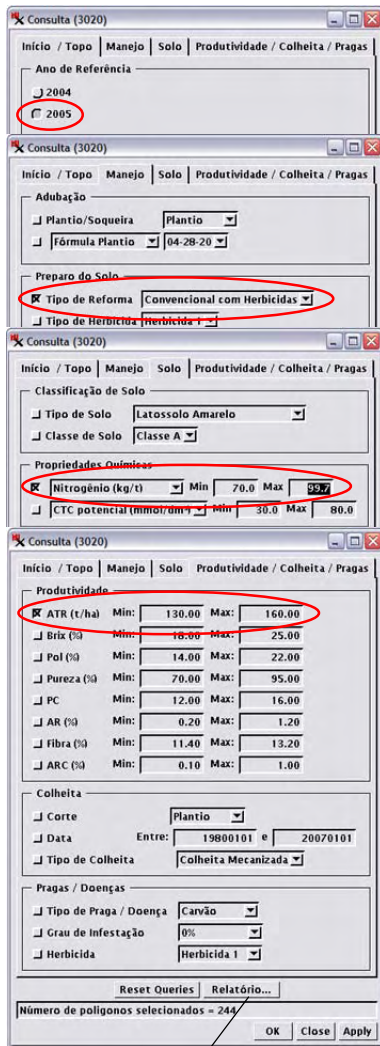 Consulta (3020)
Início / Topo Manejo Solo Produtividade / Colheita / Pragas
Ano de Referência
2004
2005
Consulta (3020)
Início / Topo Manejo Solo Produtividade / Colheita / Pragas
Adubação
Plantio/Soqueira Plantio
Fórmula Plantio 04-28-20
Preparo do Solo
Tipo de Reforma Convencional com Herbicidas
Tipo de Herbicida Herbicida 1
Consulta (3020)
Início / Topo Manejo Solo Produtividade / Colheita / Pragas
Classificação de Solo
Tipo de Solo Latossolo Amarelo
Classe de Solo Classe A
Propriedades Químicas
Nitrogênio (kg/t) Min 70.0 Max 99.7
CTC potencial (mmol/dm³) Min 30.0 Max 80.0
Consulta (3020)
Início / Topo Manejo Solo Produtividade / Colheita / Pragas
Produtividade
ATR (t/ha) Min: 130.00 Max: 160.00
Brix (%) Min: 18.00 Max: 25.00
Pol (%) Min: 14.00 Max: 22.00
Pureza (%) Min: 70.00 Max: 95.00
PC Min: 12.00 Max: 16.00
AR (%) Min: 0.20 Max: 1.20
Fibra (%) Min: 11.40 Max: 13.20
ARC (%) Min: 0.10 Max: 1.00
Colheita
Corte Plantio
Data Entre: 19800101 e 20070101
Tipo de Colheita Colheita Mecanizada
Pragas / Doenças
Tipo de Praga / Doença Carvão
Grau de Infestação 0%
Herbicida Herbicida 1
Reset Queries Relatório...
Número de polígonos selecionados = 244
OK Close Apply